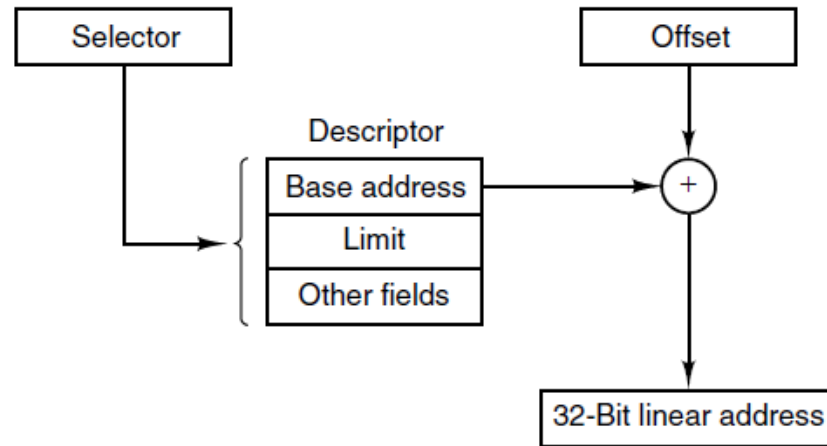 Selector
Offset
Descriptor
Base address
+
Limit
Other fields
32-Bit linear address